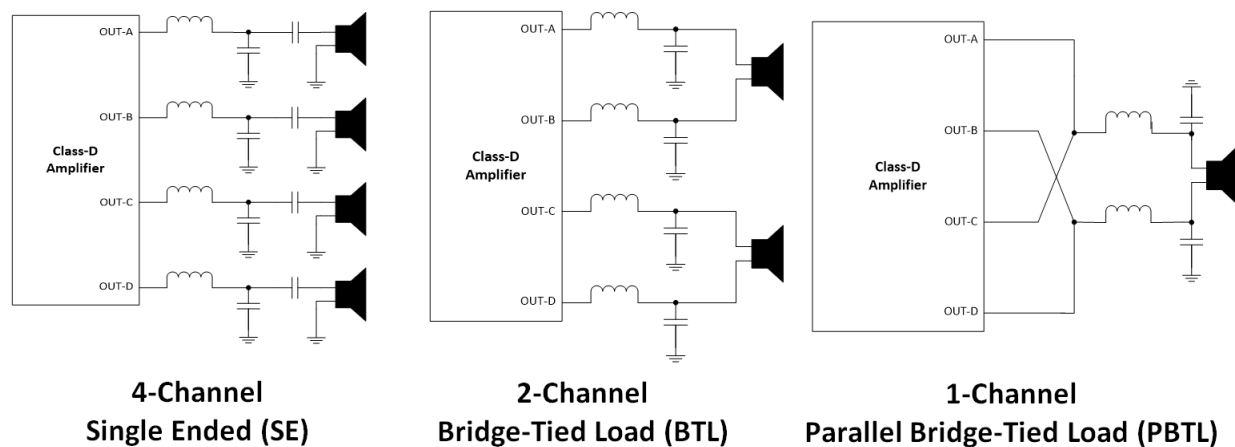 OUT-A
OUT-B
Class-D
Amplifier
OUT-C
OUT-D
4-Channel
Single Ended (SE)
OUT-A
OUT-B
Class-D
Amplifier
OUT-C
OUT-D
2-Channel
Bridge-Tied Load (BTL)
OUT-A
OUT-B
Class-D
Amplifier
OUT-C
OUT-D
1-Channel
Parallel Bridge-Tied Load (PBTL)